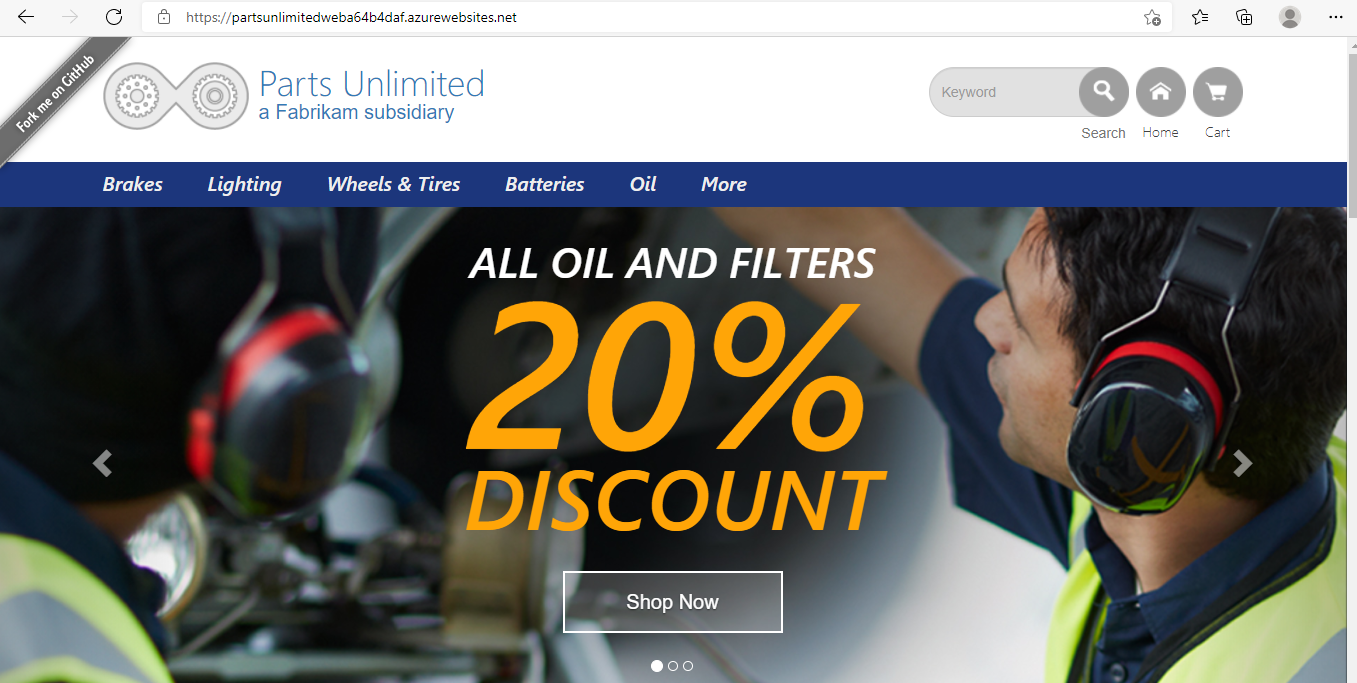 https://partsunlimitedweba64b4daf.azurewebsites.net
Fork me on GitHub
Parts Unlimited
a Fabrikam subsidiary
Keyword
Search Home Cart
Brakes Lighting Wheels & Tires Batteries Oil More
ALL OIL AND FILTERS
20%
DISCOUNT
Shop Now